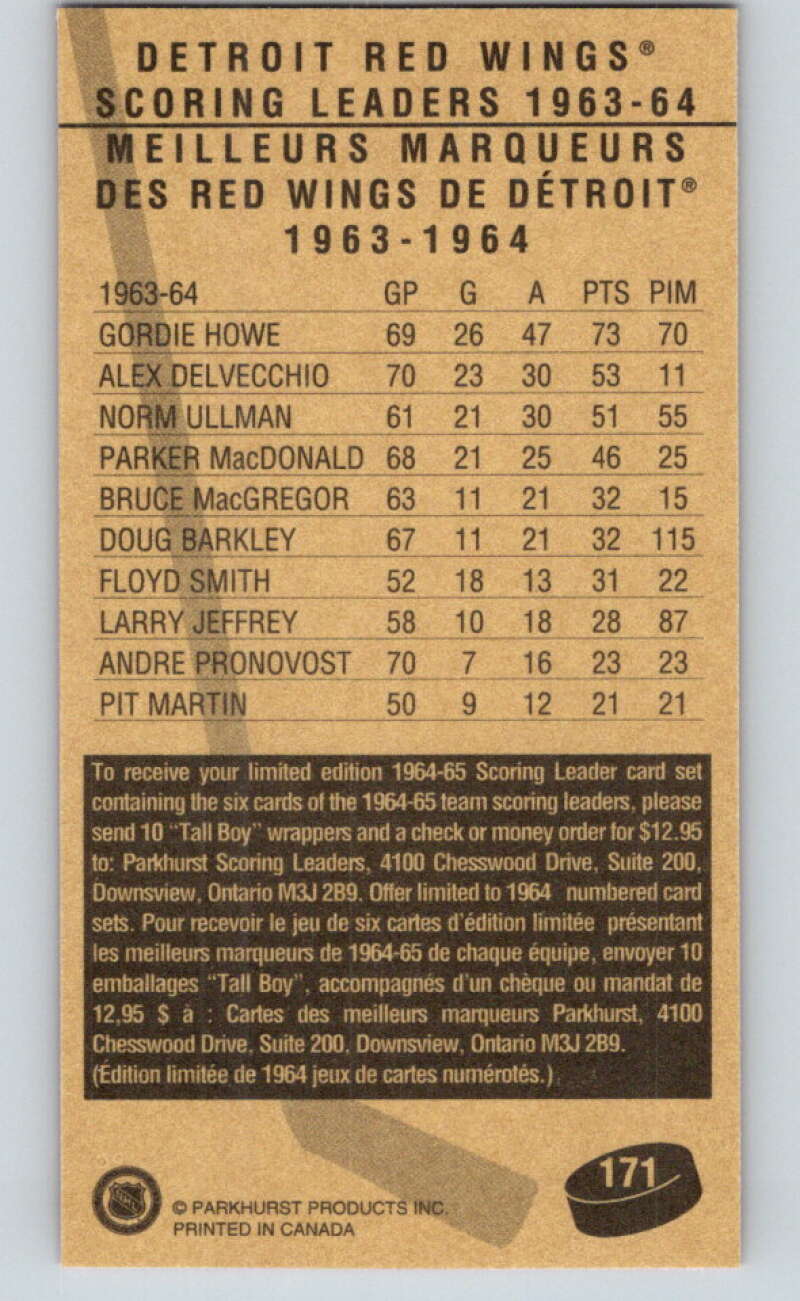 DETROIT RED WINGS®
SCORING LEADERS 1963-64
MEILLEURS MARQUEURS
DES RED WINGS DE DÉTROIT®
1963-1964
1963-64 GP G A PTS PIM
GORDIE HOWE 69 26 47 73 70
ALEX DELVECCHIO 70 23 30 53 11
NORM ULLMAN 61 21 30 51 55
PARKER MacDONALD 68 21 25 46 25
BRUCE MacGREGOR 63 11 21 32 15
DOUG BARKLEY 67 11 21 32 115
FLOYD SMITH 52 18 13 31 22
LARRY JEFFREY 58 10 18 28 87
ANDRE PRONOVOST 70 7 16 23 23
PIT MARTIN 50 9 12 21 21
To receive your limited edition 1964-65 Scoring Leader card set
containing the six cards of the 1964-65 team scoring leaders, please
send 10 "Tall Boy" wrappers and a check or money order for $12.95
to: Parkhurst Scoring Leaders, 4100 Chesswood Drive, Suite 200,
Downsview, Ontario M3J 2B9. Offer limited to 1964 numbered card
sets. Pour recevoir le jeu de six cartes d'édition limitée présentant
les meilleurs marqueurs de 1964-65 de chaque équipe, envoyer 10
emballages "Tall Boy", accompagnés d'un chèque ou mandat de
12,95 $ à : Cartes des meilleurs marqueurs Parkhurst, 4100
Chesswood Drive, Suite 200, Downsview, Ontario M3J 2B9.
(Édition limitée de 1964 jeux de cartes numérotés.)
171
© PARKHURST PRODUCTS INC.
PRINTED IN CANADA